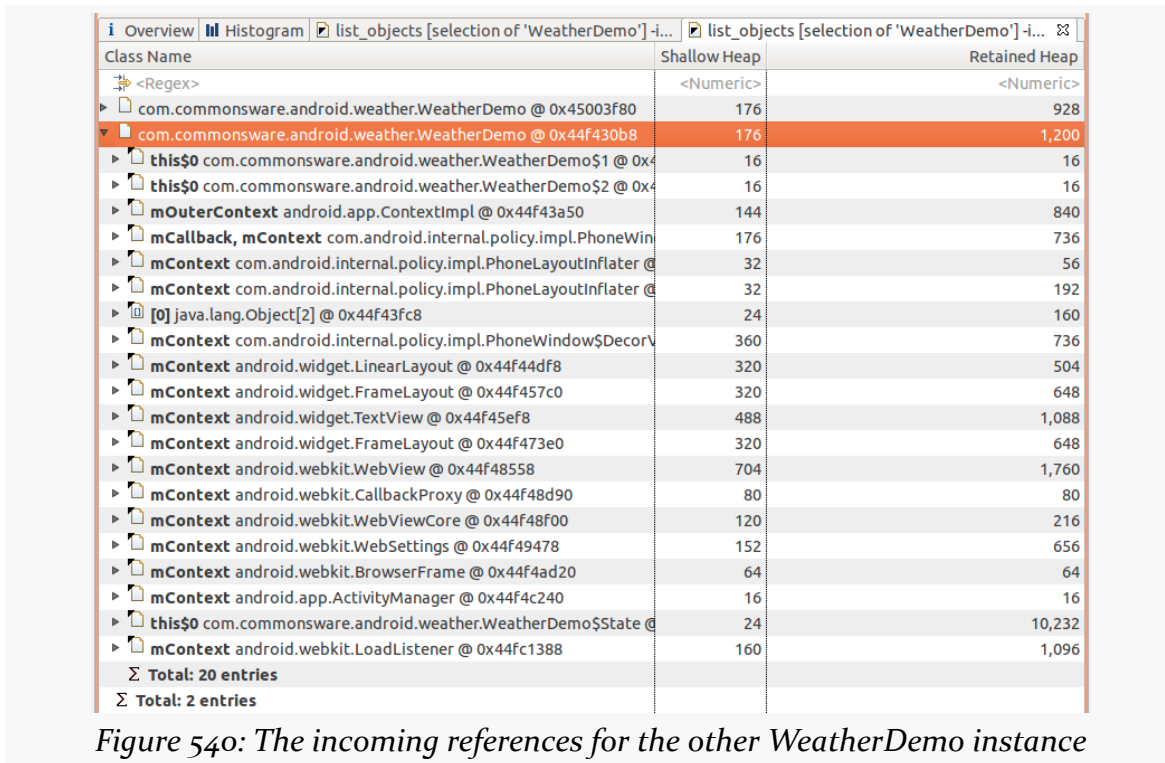 i Overview Histogram list_objects [selection of 'WeatherDemo'] -i... list_objects [selection of 'WeatherDemo'] -i...
Class Name Shallow Heap Retained Heap
<Regex> <Numeric> <Numeric>
com.commonsware.android.weather.WeatherDemo @ 0x45003f80 176 928
com.commonsware.android.weather.WeatherDemo @ 0x44f430b8 176 1,200
this$0 com.commonsware.android.weather.WeatherDemo$1 @ 0x4 16 16
this$0 com.commonsware.android.weather.WeatherDemo$2 @ 0x4 16 16
mOuterContext android.app.ContextImpl @ 0x44f43a50 144 840
mCallback, mContext com.android.internal.policy.impl.PhoneWin 176 736
mContext com.android.internal.policy.impl.PhoneLayoutInflater @ 32 56
mContext com.android.internal.policy.impl.PhoneLayoutInflater @ 32 192
[0] java.lang.Object[2] @ 0x44f43fc8 24 160
mContext com.android.internal.policy.impl.PhoneWindow$DecorV 360 736
mContext android.widget.LinearLayout @ 0x44f44df8 320 504
mContext android.widget.FrameLayout @ 0x44f457c0 320 648
mContext android.widget.TextView @ 0x44f45ef8 488 1,088
mContext android.widget.FrameLayout @ 0x44f473e0 320 648
mContext android.webkit.WebView @ 0x44f48558 704 1,760
mContext android.webkit.CallbackProxy @ 0x44f48d90 80 80
mContext android.webkit.WebViewCore @ 0x44f48f00 120 216
mContext android.webkit.WebSettings @ 0x44f49478 152 656
mContext android.webkit.BrowserFrame @ 0x44f4ad20 64 64
mContext android.app.ActivityManager @ 0x44f4c240 16 16
this$0 com.commonsware.android.weather.WeatherDemo$State @ 24 10,232
mContext android.webkit.LoadListener @ 0x44fc1388 160 1,096
Σ Total: 20 entries
Σ Total: 2 entries
Figure 540: The incoming references for the other WeatherDemo instance